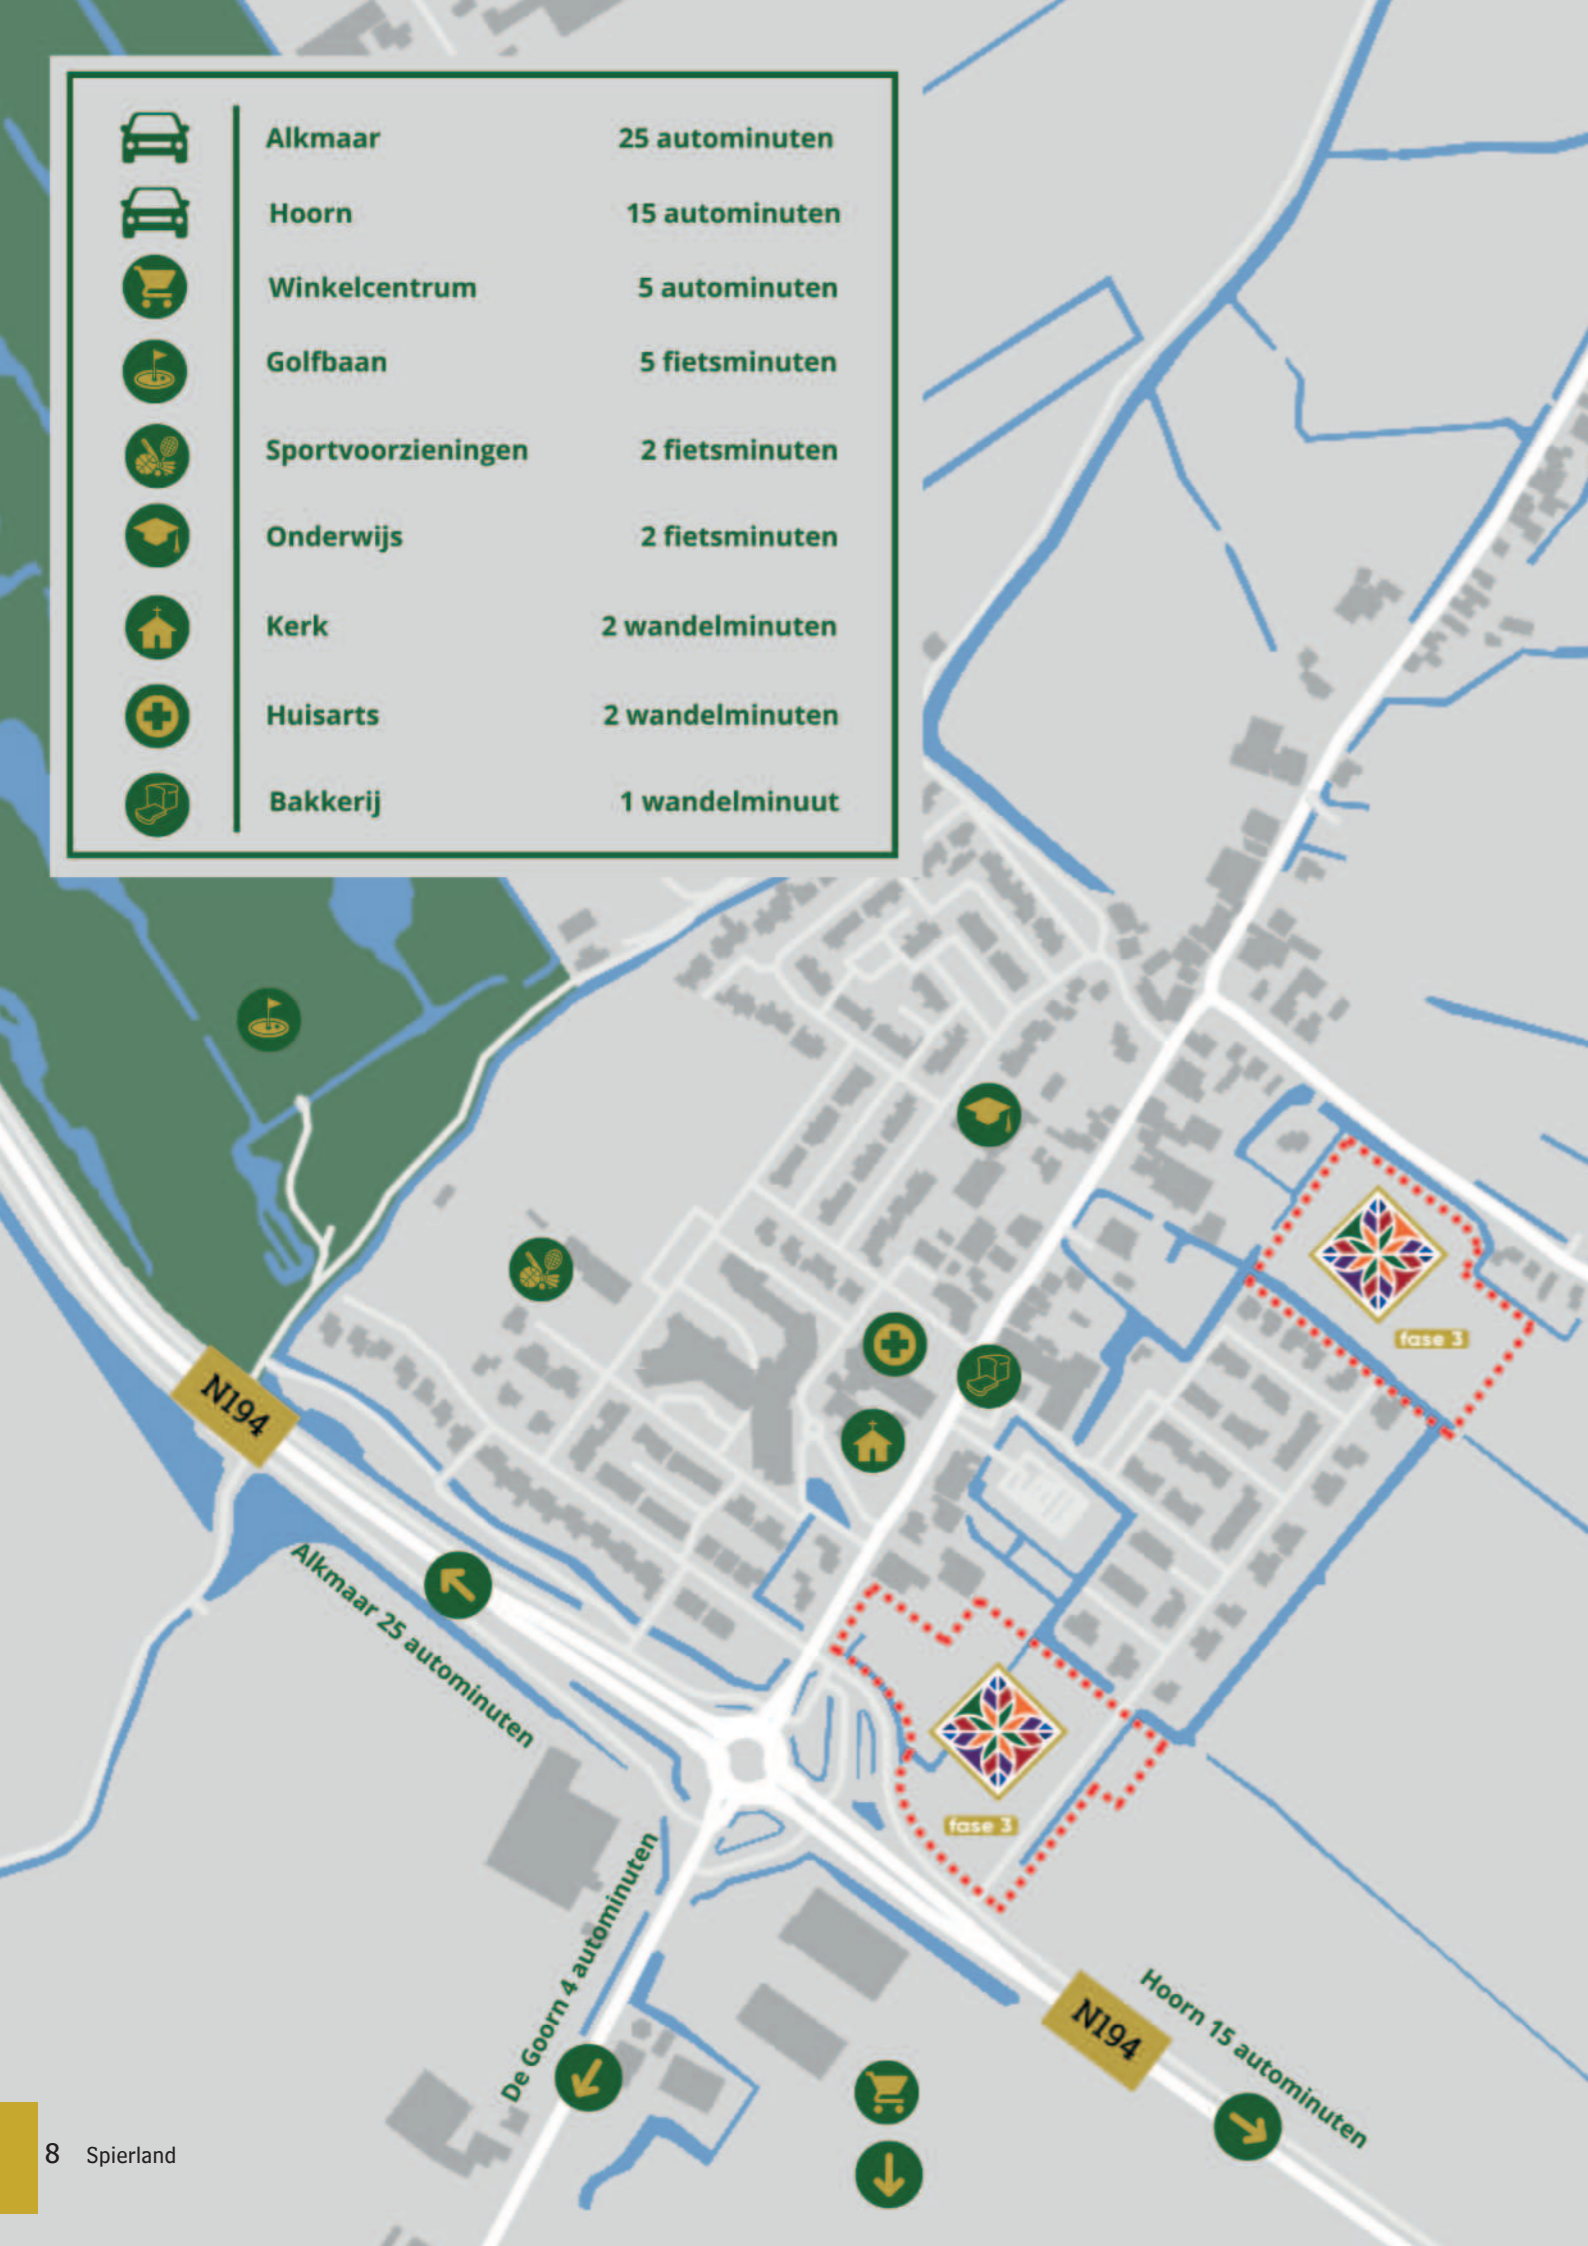 Alkmaar 25 autominuten
Hoorn 15 autominuten
Winkelcentrum 5 autominuten
Golfbaan 5 fietsminuten
Sportvoorzieningen 2 fietsminuten
Onderwijs 2 fietsminuten
Kerk 2 wandelminuten
Huisarts 2 wandelminuten
Bakkerij 1 wandelminuut
fase 3
N194
Alkmaar 25 autominuten
fase 3
De Goorn 4 autominuten
N194
Hoorn 15 autominuten
8 Spierland